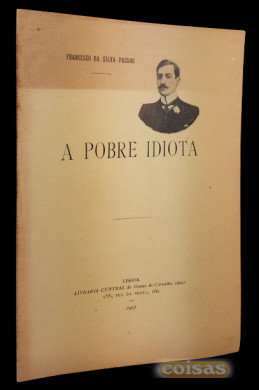 FRANCISCO DA SILVA PASSOS
A POBRE IDIOTA
LISBOA
LIVRARIA CENTRAL de Gomes de Carvalho, editor
158, RUA DA PRATA, 160
1907
coisas